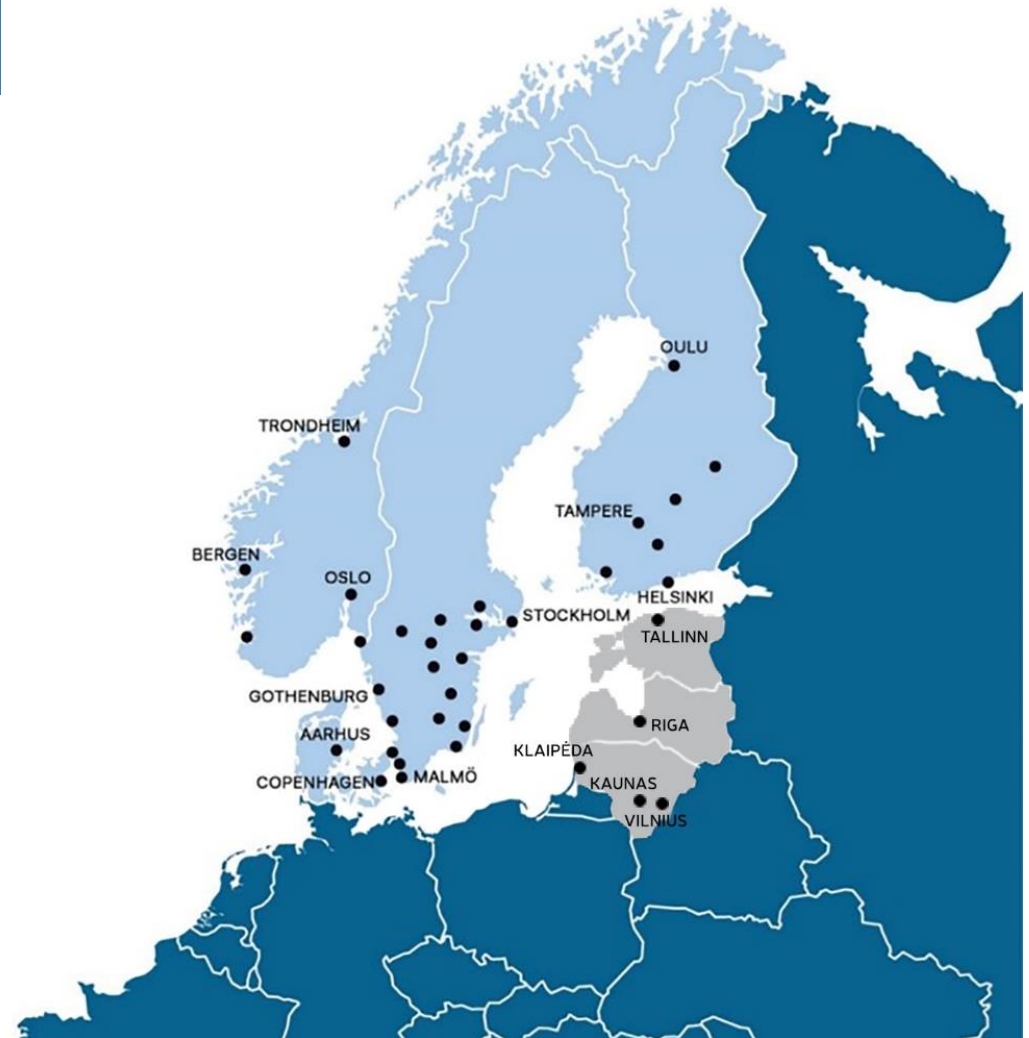 OULU
TRONDHEIM
TAMPERE
BERGEN
OSLO
HELSINKI
STOCKHOLM
TALLINN
GOTHENBURG
RIGA
AARHUS
KLAIPĖDA
MALMÖ
COPENHAGEN
KAUNAS
VILNIUS